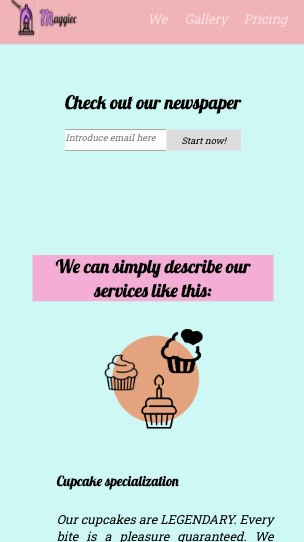 Maggiec
We Gallery Pricing
Check out our newspaper
Introduce email here Start now!
We can simply describe our
services like this:
Cupcake specialization
Our cupcakes are LEGENDARY. Every
bite is a pleasure guaranteed. We